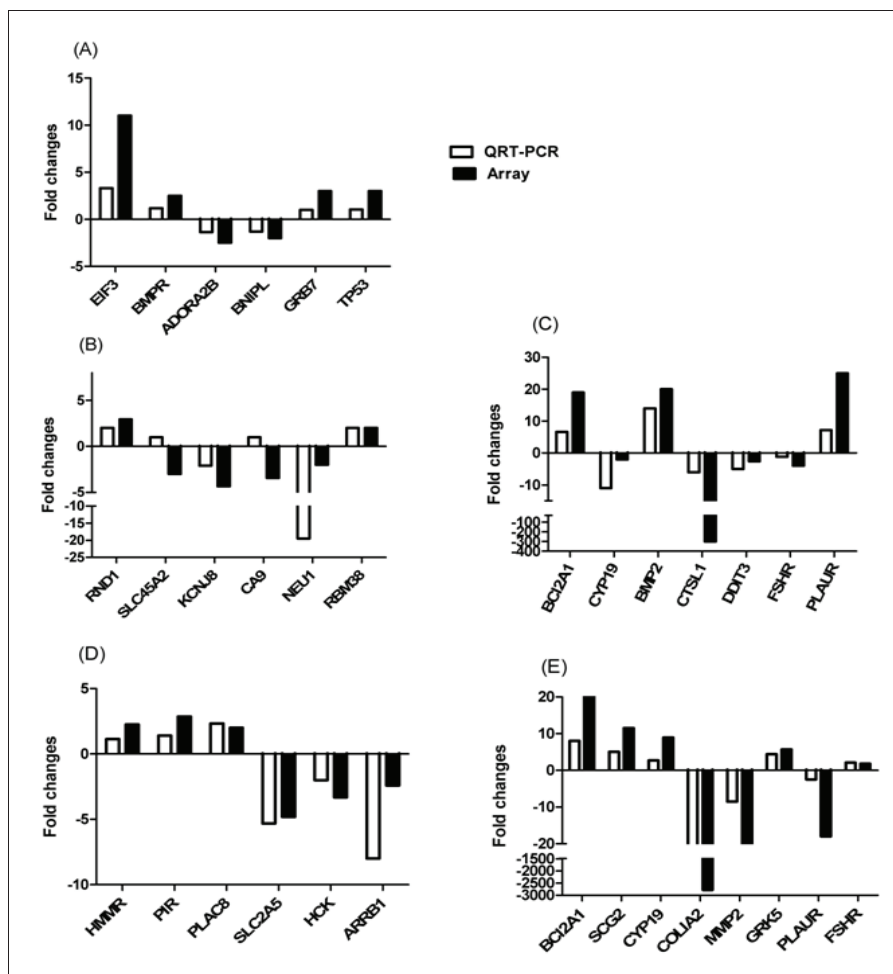 (A)
Fold changes
15
10
5
0
-5
EIF3 BMPR ADORA2B BNIPL GRB7 TP53
QRT-PCR
Array
(B)
Fold changes
5
0
-5
-10
-15
-20
-25
RND1 SLC45A2 KCNJ8 CA9 NEU1 RBM38
(C)
Fold changes
30
20
10
0
-10
-100
-200
-300
400
BCl2A1 CYP19 BMP2 CTSL1 DDIT3 FSHR PLAUR
(D)
Fold changes
5
0
-5
-10
HMMR PIR PLAC8 SLC2A5 HCK ARRB1
(E)
Fold changes
20
10
0
-10
-20
-1500
-2000
-2500
-3000
BCl2A1 SCG2 CYP19 COLIA2 MMP2 GRK5 PLAUR FSHR